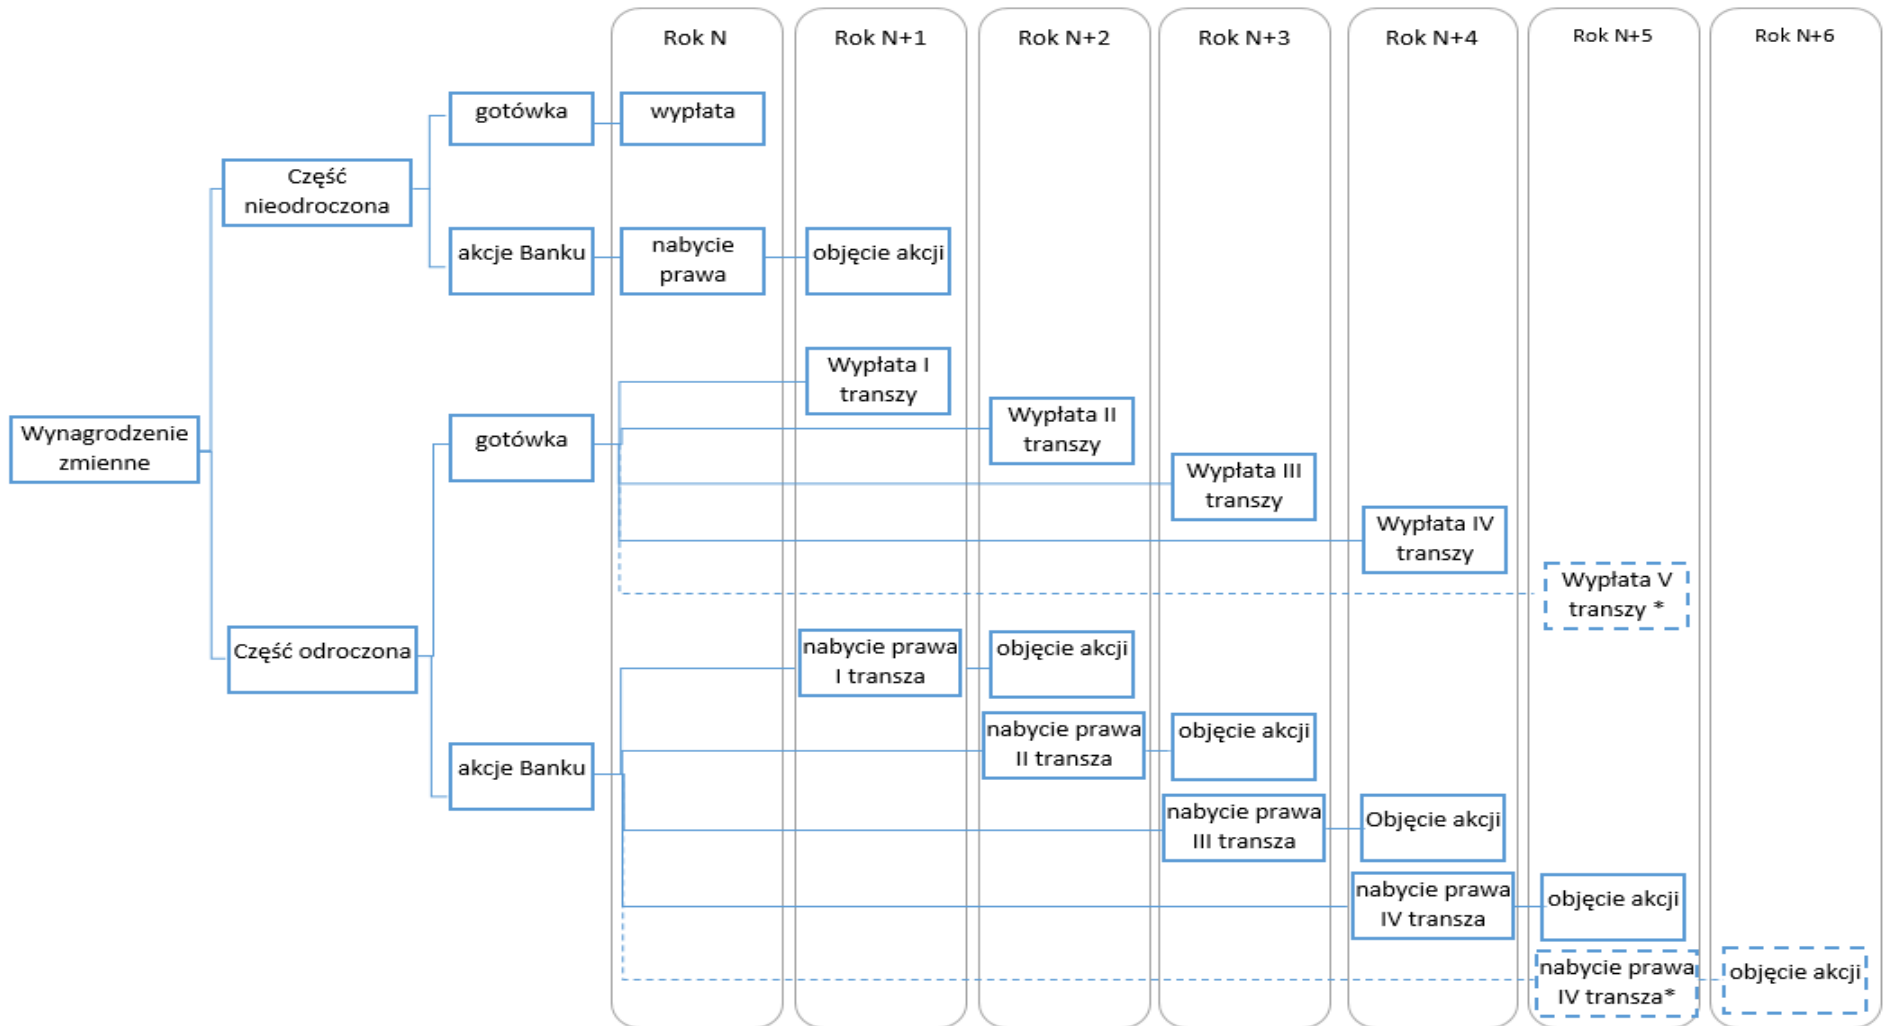 Rok N
Rok N+1
Rok N+2
Rok N+3
Rok N+4
Rok N+5
Rok N+6
gotówka
wypłata
Część
nieodroczona
akcje Banku
nabycie
prawa
objęcie akcji
Wypłata I
transzy
Wypłata II
transzy
Wynagrodzenie
zmienne
gotówka
Wypłata III
transzy
Wypłata IV
transzy
Wypłata V
transzy *
Część odroczona
nabycie prawa
I transza
objęcie akcji
nabycie prawa
II transza
objęcie akcji
akcje Banku
nabycie prawa
III transza
Objęcie akcji
nabycie prawa
IV transza
objęcie akcji
nabycie prawa
IV transza*
objęcie akcji